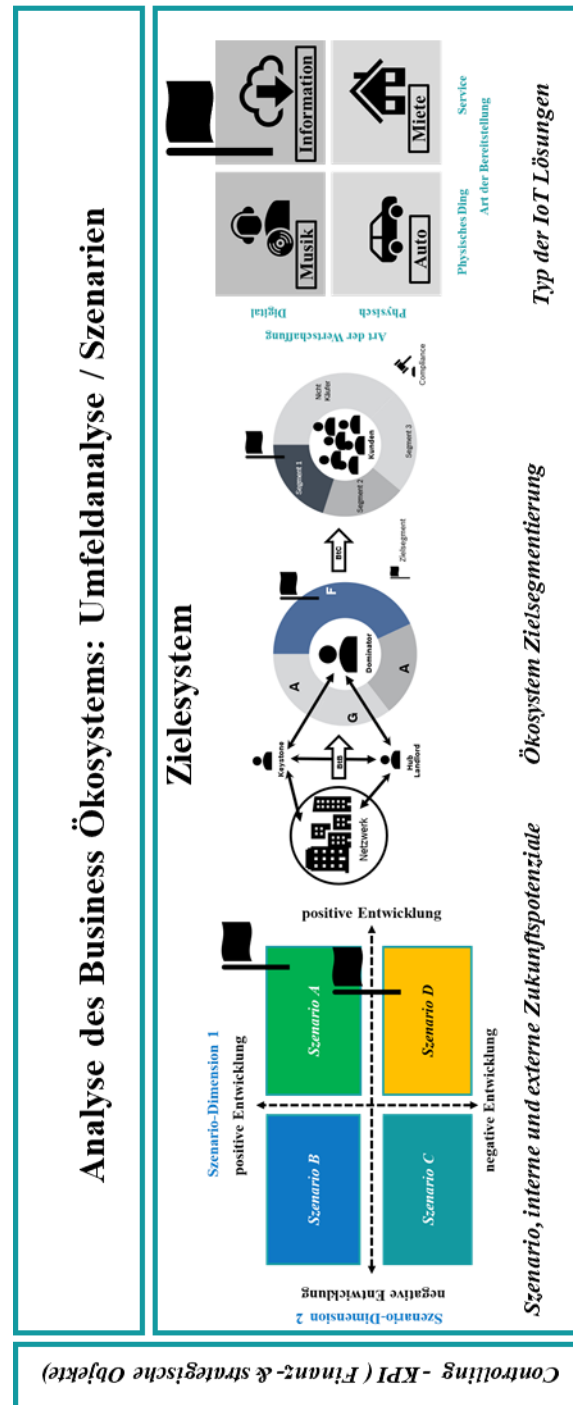 Analyse des Business Ökosystems: Umfeldanalyse / Szenarien
Zielesystem
Szenario-Dimension 1
positive Entwicklung
Szenario B
Szenario A
positive Entwicklung
Szenario C
Szenario D
negative Entwicklung
Szenario-Dimension 2
negative Entwicklung
Szenario, interne und externe Zukunftspotenziale
Keystone
Netzwerk
BtB
Hub
Landlord
A
F
G
A
Dominator
BtC
Zielsegment
Segment 1
Nicht
Käufer
Segment 2
Segment 3
Kunden
Compliance
Ökosystem Zielsegmentierung
Art der Wertschaffung
Digital
Physisch
Musik
Information
Auto
Miete
Physisches Ding
Service
Art der Bereitstellung
Typ der IoT Lösungen
Controlling - KPI ( Finanz- & strategische Objekte)